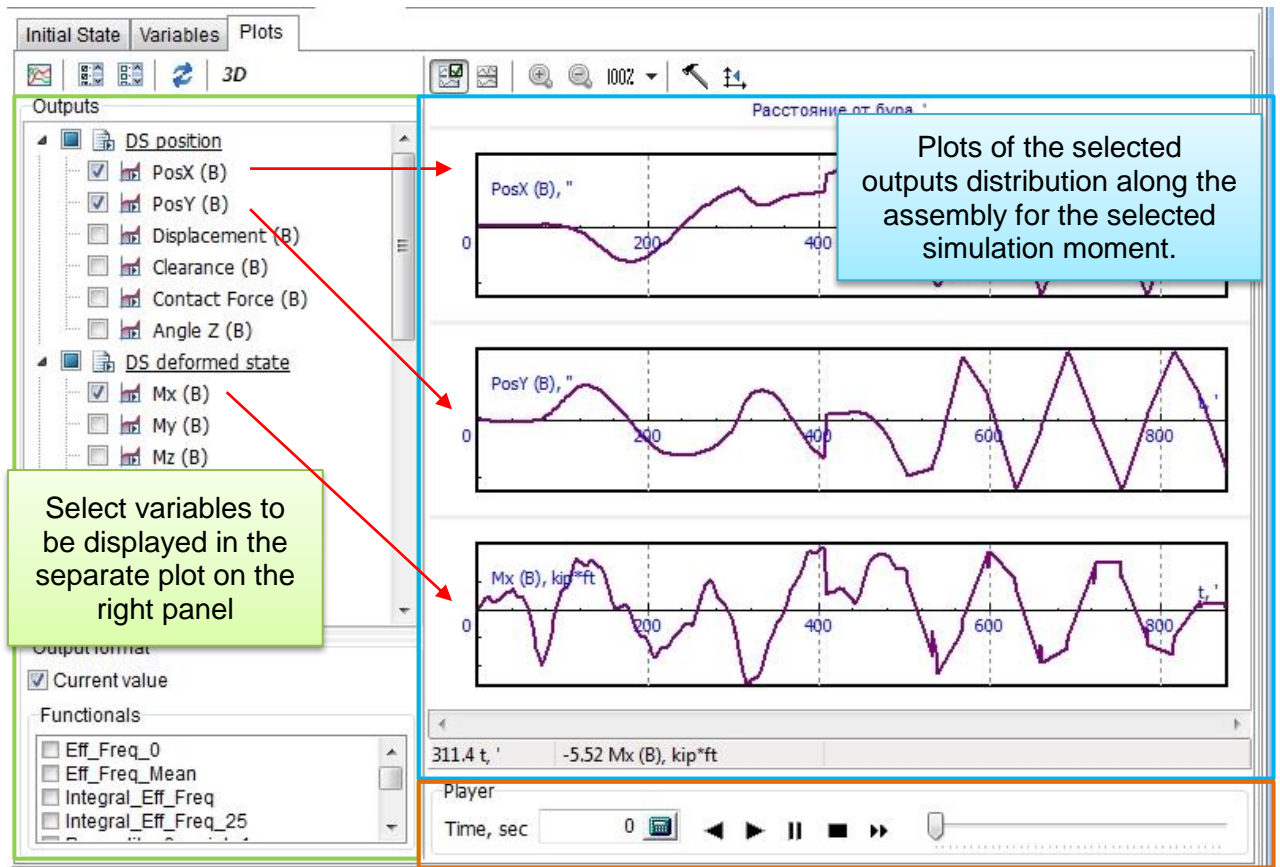 Initial State Variables Plots
3D
100%
Outputs
DS position
PosX (B)
PosY (B)
Displacement (B)
Clearance (B)
Contact Force (B)
Angle Z (B)
DS deformed state
Mx (B)
My (B)
Mz (B)
Select variables to
be displayed in the
separate plot on the
right panel
Output format
Current value
Functionals
Eff_Freq_0
Eff_Freq_Mean
Integral_Eff_Freq
Integral_Eff_Freq_25
Расстояние от бура, '
Plots of the selected
outputs distribution along the
assembly for the selected
simulation moment.
PosX (B), "
0 200 400
PosY (B), "
t, '
0 200 400 600 800
Mx (B), kip*ft
t, '
0 200 400 600 800
311.4 t, ' -5.52 Mx (B), kip*ft
Player
Time, sec 0